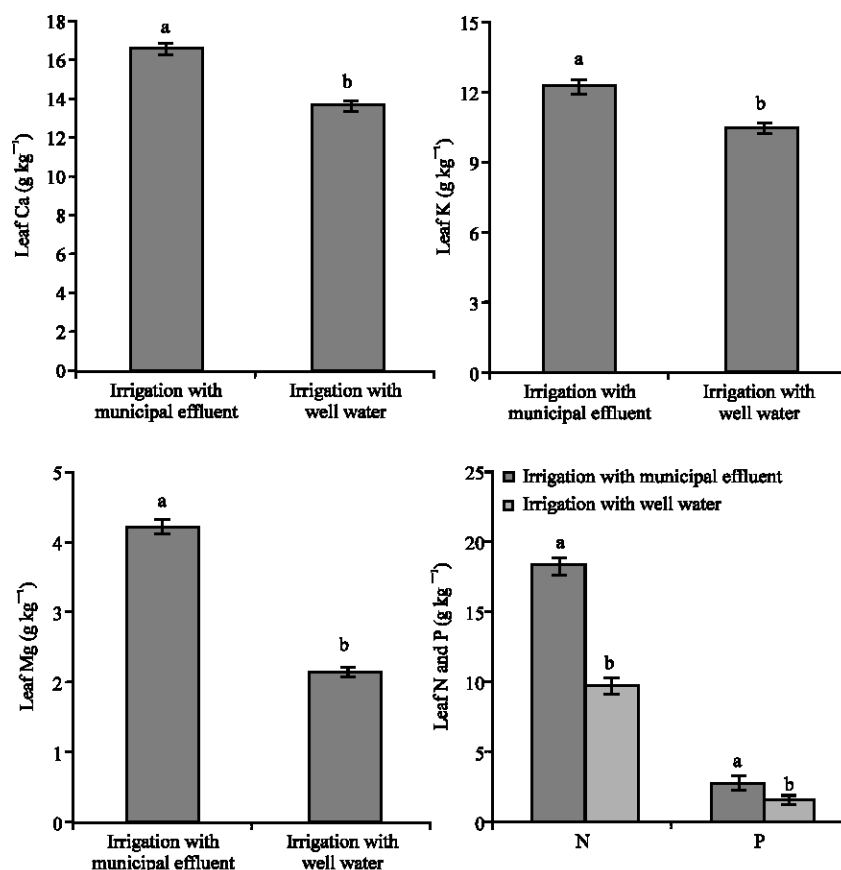 Leaf Ca (g kg⁻¹)
18
16
14
12
10
8
6
4
2
0
a
b
Irrigation with
municipal effluent
Irrigation with
well water
Leaf K (g kg⁻¹)
15
12
9
6
3
0
a
b
Irrigation with
municipal effluent
Irrigation with
well water
Leaf Mg (g kg⁻¹)
5
4
3
2
1
0
a
b
Irrigation with
municipal effluent
Irrigation with
well water
Leaf N and P (g kg⁻¹)
25
20
15
10
5
0
Irrigation with municipal effluent
Irrigation with well water
a
b
a
b
N
P